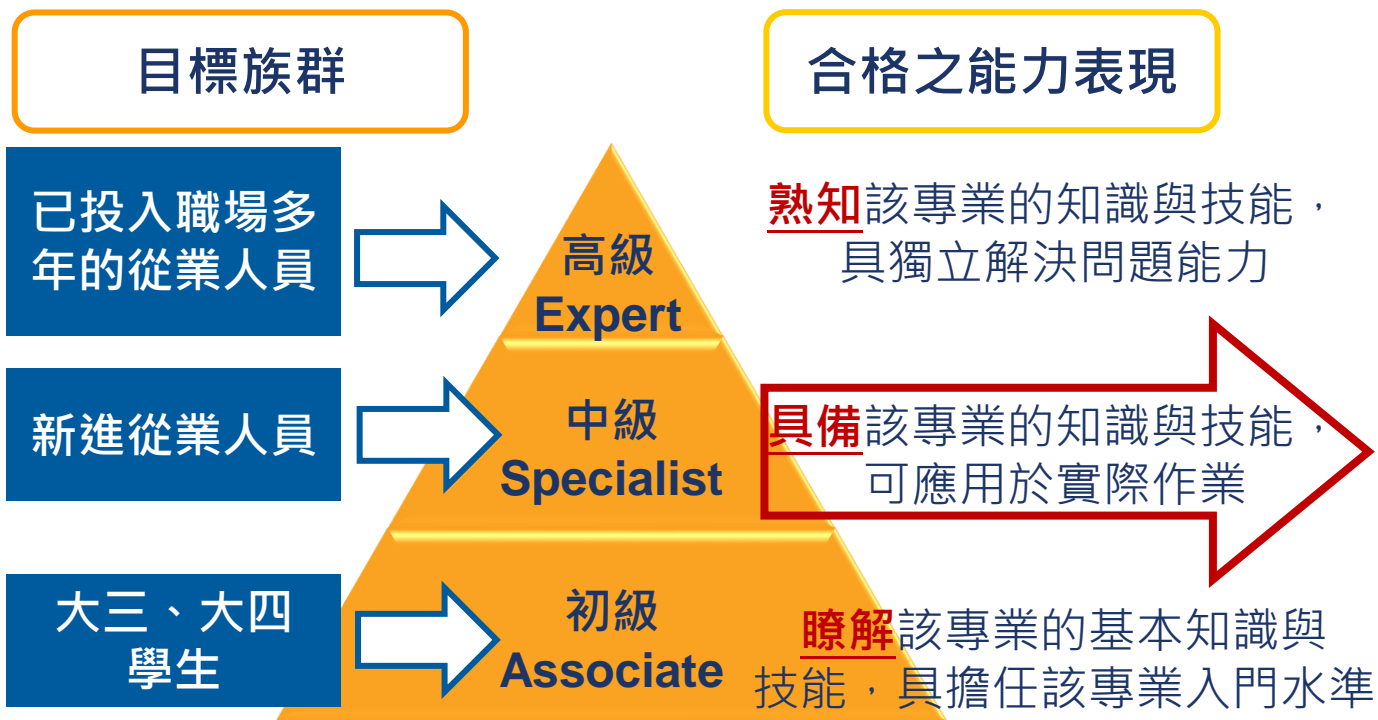 目標族群
合格之能力表現
已投入職場多
年的從業人員
高級
Expert
熟知該專業的知識與技能，
具獨立解決問題能力
新進從業人員
中級
Specialist
具備該專業的知識與技能，
可應用於實際作業
大三、大四
學生
初級
Associate
瞭解該專業的基本知識與
技能，具擔任該專業入門水準